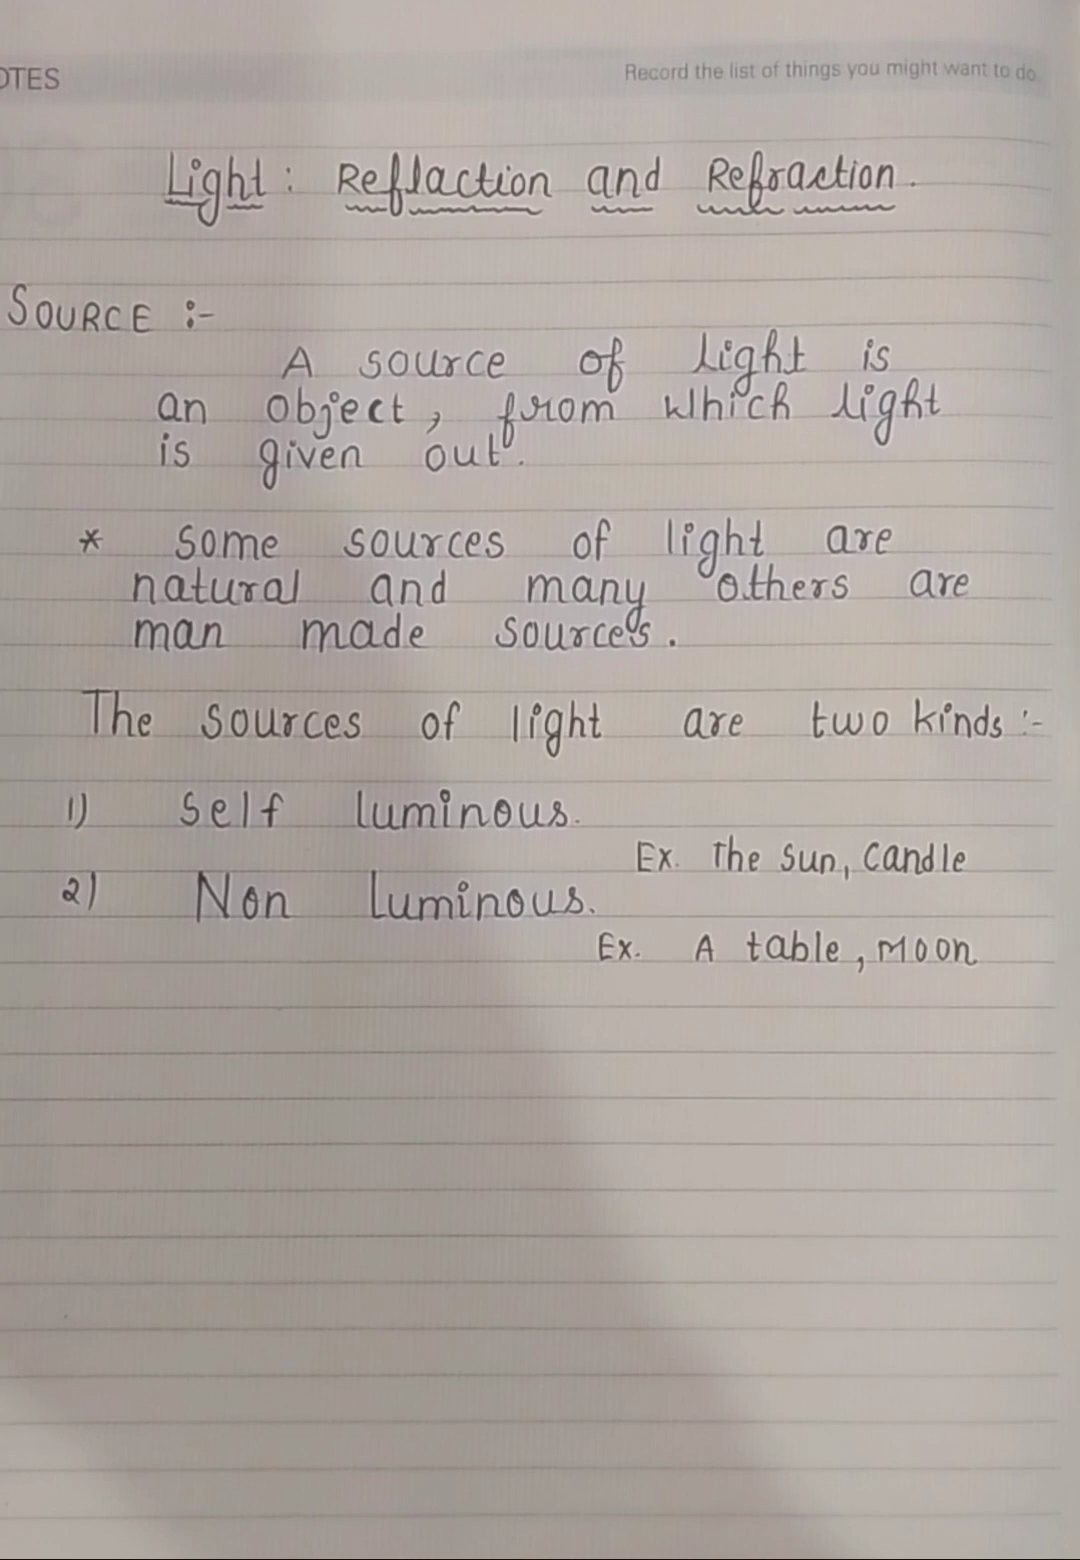 OTES
Record the list of things you might want to do.
Light: Reflaction and Refraction.
SOURCE :-
A source of light is
an object, from which light
is given out.
* Some sources of light are
natural and many others are
man made sources.
The sources of light are two kinds :-
1) Self luminous.
Ex. The Sun, Candle
2) Non luminous.
Ex. A table, Moon